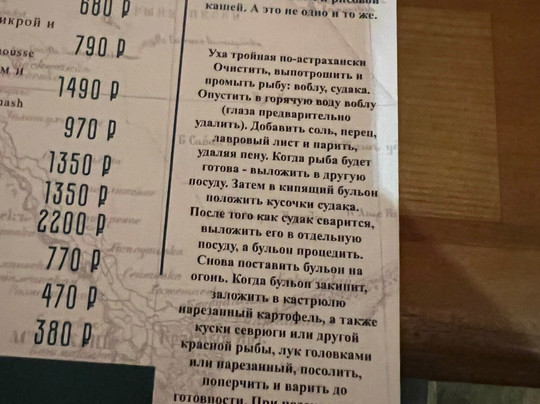 680 ₽
икрой и
790 ₽
ousse
м и
1490 ₽
nash
970 ₽
1350 ₽
1350 ₽
2200 ₽
770 ₽
470 ₽
380 ₽
кашей. А это не одно и то же.
Уха тройная по-астрахански
Очистить, выпотрошить и
промыть рыбу: воблу, судака.
Опустить в горячую воду воблу
(глаза предварительно
удалить). Добавить соль, перец,
лавровый лист и парить,
удаляя пену. Когда рыба будет
готова - выложить в другую
посуду. Затем в кипящий бульон
положить кусочки судака.
После того как судак сварится,
выложить его в отдельную
посуду, а бульон процедить.
Снова поставить бульон на
огонь. Когда бульон закипит,
заложить в кастрюлю
нарезанный картофель, а также
куски севрюги или другой
красной рыбы, лук головками
или нарезанный, посолить,
поперчить и варить до
готовности. При